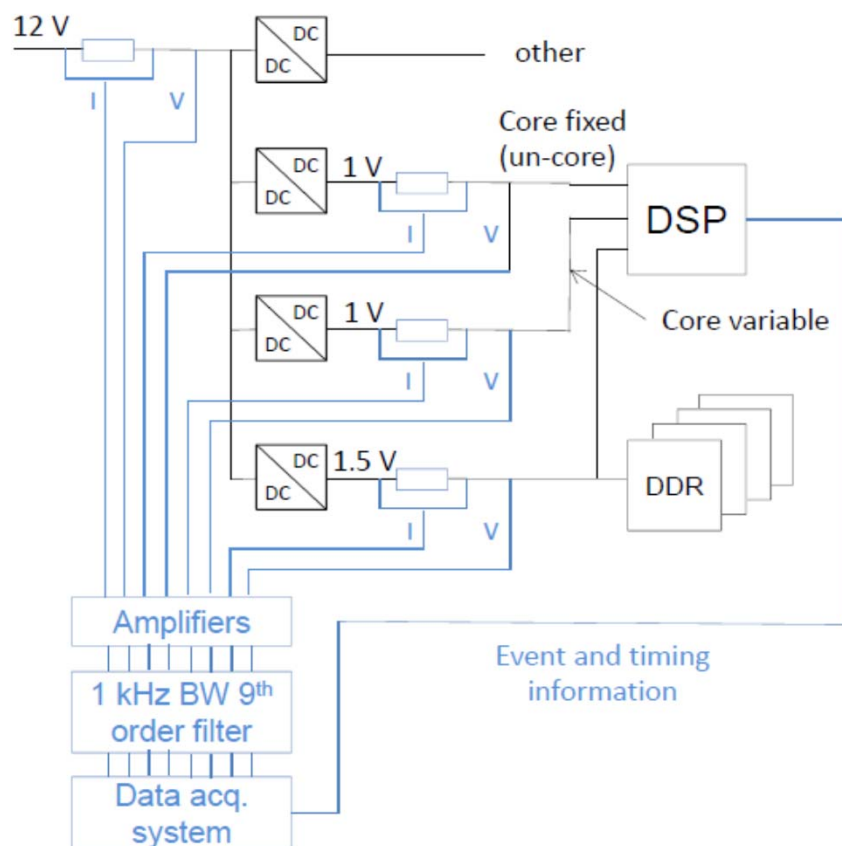 12 V
DC
DC
other
I
V
Core fixed
(un-core)
DC
DC
1 V
I
V
DSP
DC
DC
1 V
I
V
Core variable
DC
DC
1.5 V
I
V
DDR
Amplifiers
1 kHz BW 9th
order filter
Data acq.
system
Event and timing
information